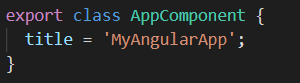 export class AppComponent {
  title = 'MyAngularApp';
}